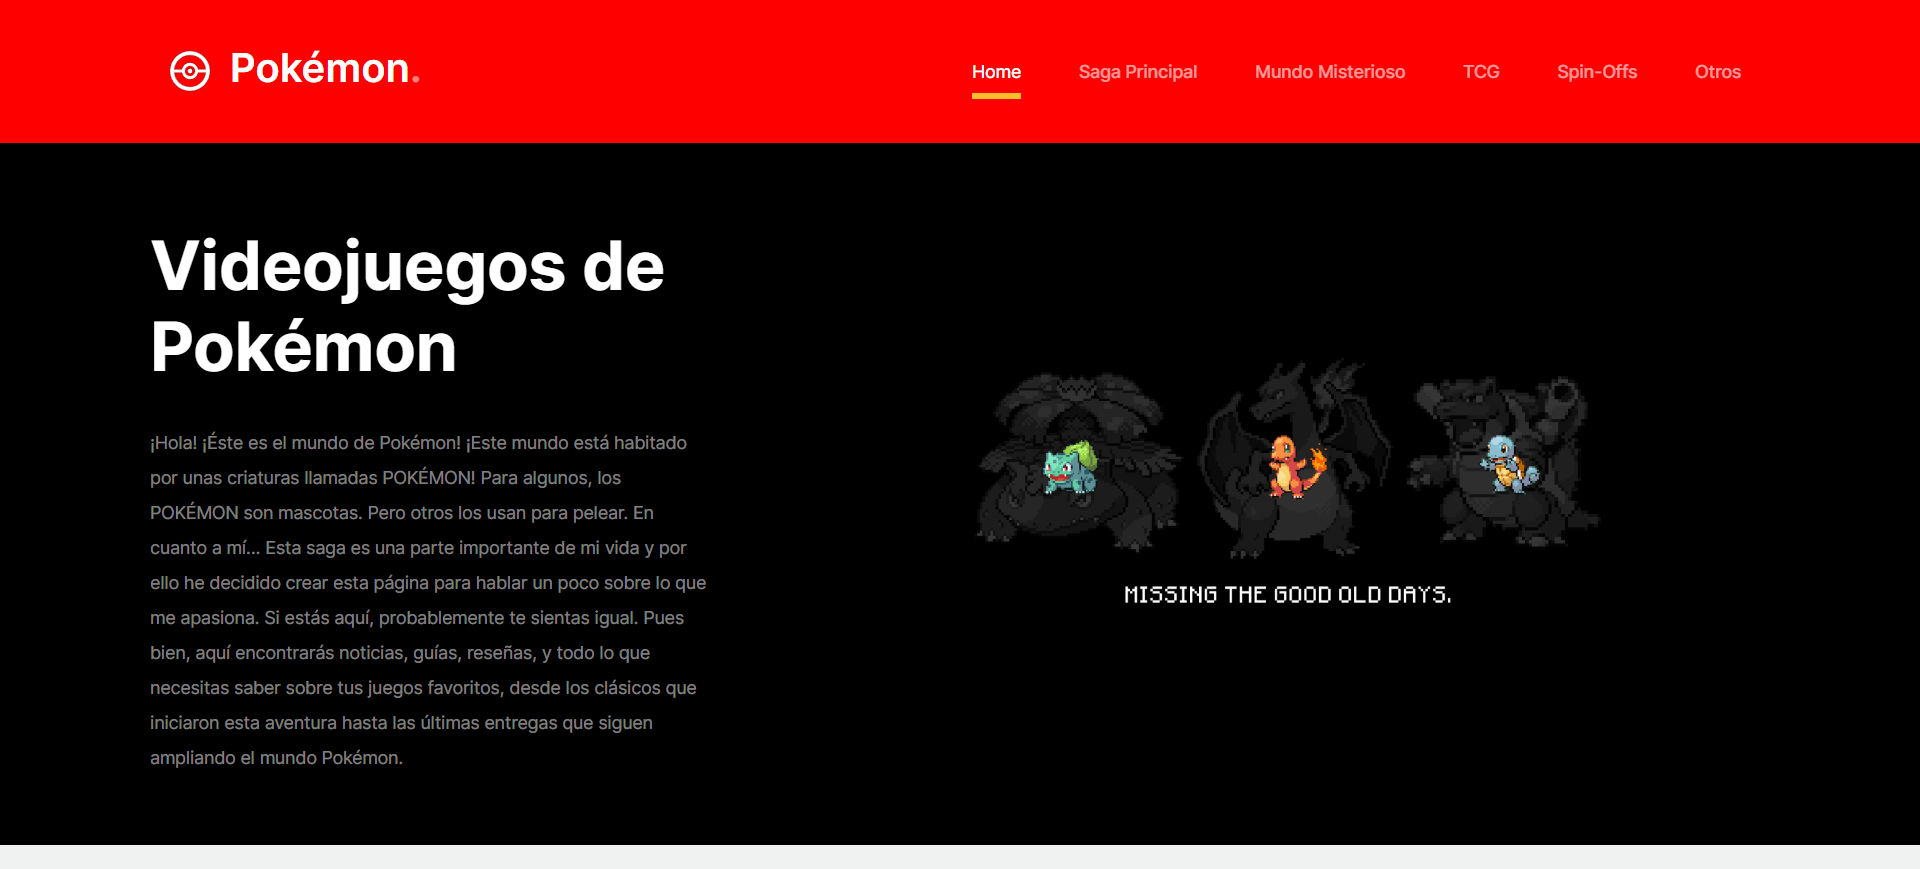 Pokémon.
Home Saga Principal Mundo Misterioso TCG Spin-Offs Otros
Videojuegos de
Pokémon
¡Hola! ¡Éste es el mundo de Pokémon! ¡Este mundo está habitado
por unas criaturas llamadas POKÉMON! Para algunos, los
POKÉMON son mascotas. Pero otros los usan para pelear. En
cuanto a mí... Esta saga es una parte importante de mi vida y por
ello he decidido crear esta página para hablar un poco sobre lo que
me apasiona. Si estás aquí, probablemente te sientas igual. Pues
bien, aquí encontrarás noticias, guías, reseñas, y todo lo que
necesitas saber sobre tus juegos favoritos, desde los clásicos que
iniciaron esta aventura hasta las últimas entregas que siguen
ampliando el mundo Pokémon.
MISSING THE GOOD OLD DAYS.